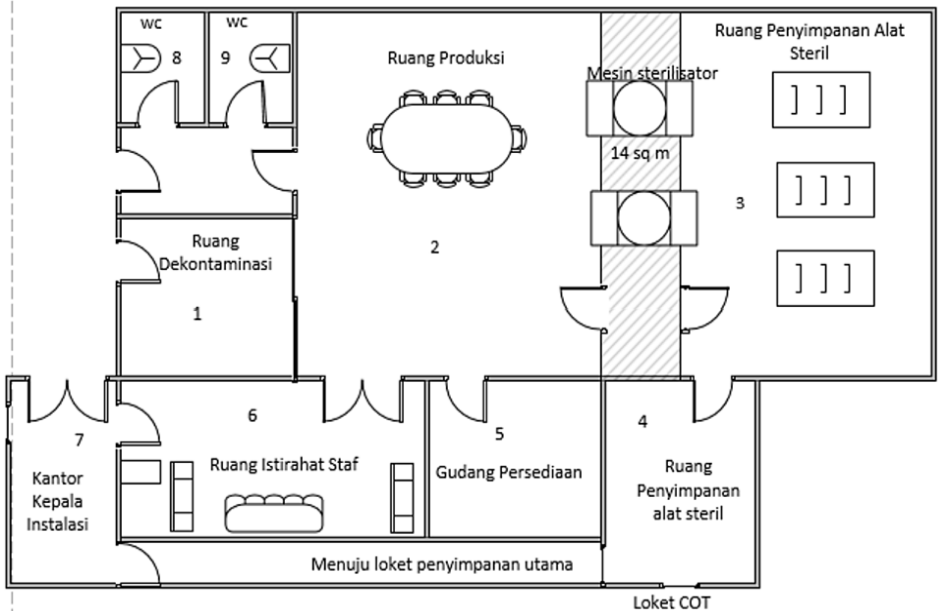 wc
wc
8
9
Ruang Produksi
Mesin sterilisator
14 sq m
Ruang Penyimpanan Alat
Steril
3
2
Ruang
Dekontaminasi
1
7
Kantor
Kepala
Instalasi
6
Ruang Istirahat Staf
5
Gudang Persediaan
4
Ruang
Penyimpanan
alat steril
Menuju loket penyimpanan utama
Loket COT